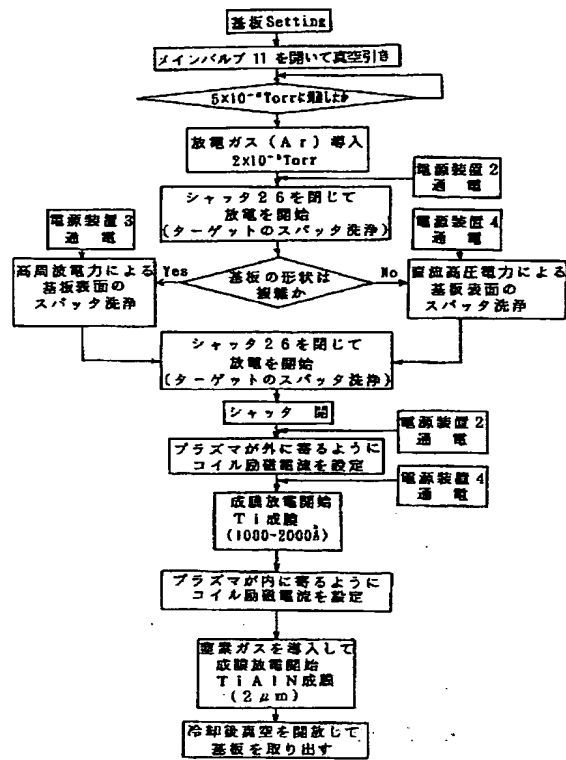 基板Setting
メインバルブ 11 を開いて真空引き
5×10⁻⁶Torrに到達したか
放電ガス(Ar)導入
2×10⁻³Torr
電源装置2
通 電
シャッタ26を閉じて
放電を開始
(ターゲットのスパッタ洗浄)
電源装置3
通 電
電源装置4
通 電
基板の形状は
複雑か
Yes
No
高周波電力による
基板表面の
スパッタ洗浄
直流高圧電力による
基板表面の
スパッタ洗浄
シャッタ26を閉じて
放電を開始
(ターゲットのスパッタ洗浄)
シャッタ 開
電源装置2
通 電
プラズマが外に寄るように
コイル励磁電流を設定
電源装置4
通 電
成膜放電開始
Ti成膜
(1000~2000Å)
プラズマが内に寄るように
コイル励磁電流を設定
窒素ガスを導入して
成膜放電開始
TiAlN成膜
(2μm)
冷却後真空を開放して
基板を取り出す